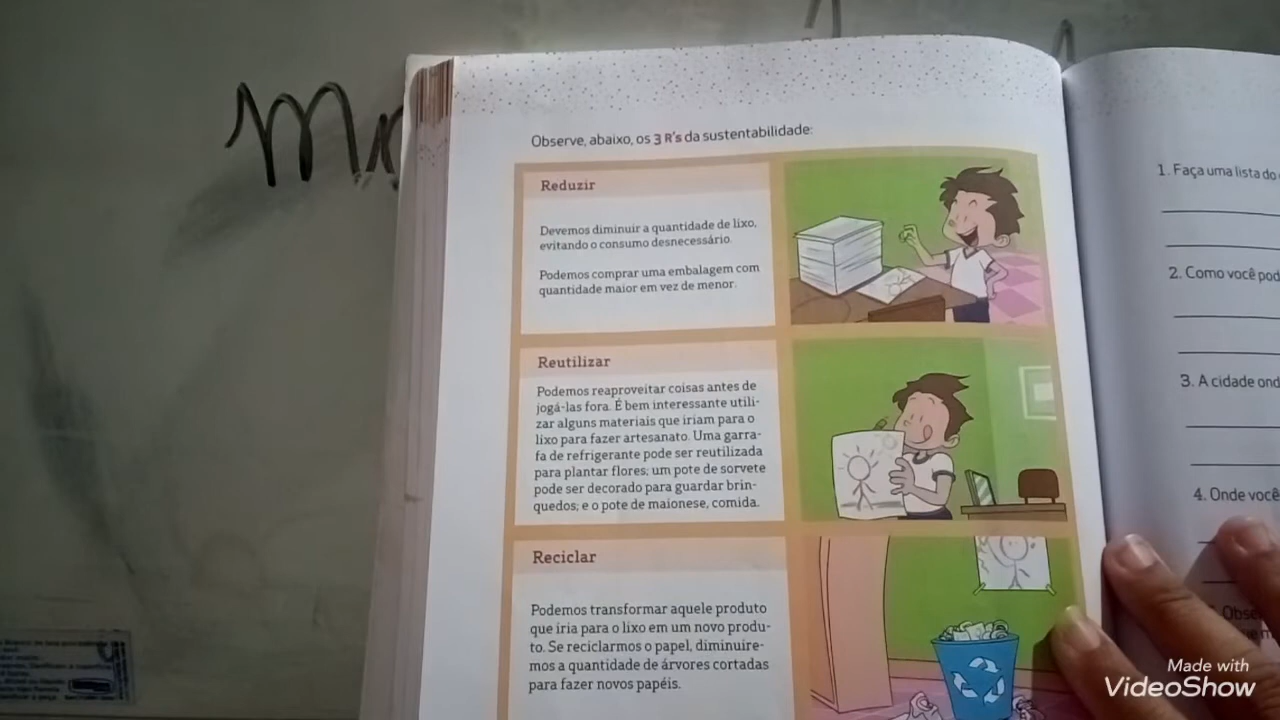 Observe, abaixo, os 3 R's da sustentabilidade:
Reduzir
Devemos diminuir a quantidade de lixo,
evitando o consumo desnecessário.
Podemos comprar uma embalagem com
quantidade maior em vez de menor.
Reutilizar
Podemos reaproveitar coisas antes de
jogá-las fora. É bem interessante utili-
zar alguns materiais que iriam para o
lixo para fazer artesanato. Uma garra-
fa de refrigerante pode ser reutilizada
para plantar flores; um pote de sorvete
pode ser decorado para guardar brin-
quedos; e o pote de maionese, comida.
Reciclar
Podemos transformar aquele produto
que iria para o lixo em um novo produ-
to. Se reciclarmos o papel, diminuire-
mos a quantidade de árvores cortadas
para fazer novos papéis.
1. Faça uma lista do
2. Como você pod
3. A cidade ond
4. Onde você
Made with
VideoShow